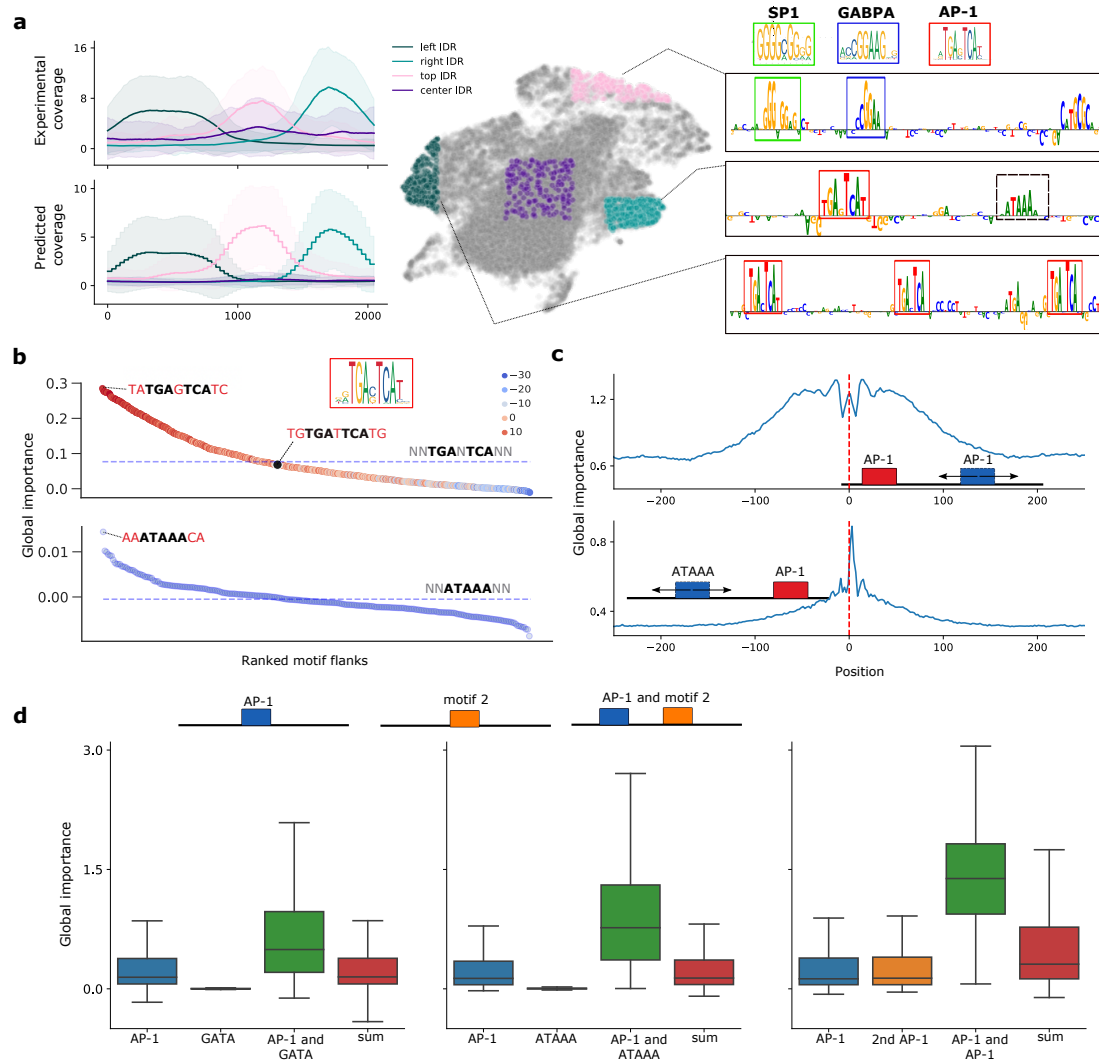 a
Experimental
coverage
16
8
0
left IDR
right IDR
top IDR
center IDR
Predicted
coverage
10
5
0
0
1000
2000
SP1
GABPA
AP-1
b
Global importance
0.3
0.2
0.1
0.0
TATGAGTCATC
TGTGATTCATG
NNTGANTCANN
−30
−20
−10
0
10
0.01
0.00
AAATAAACA
NNATAAANN
Ranked motif flanks
c
Global importance
1.2
0.6
AP-1
AP-1
−200
−100
0
100
200
0.8
0.4
ATAAA
AP-1
−200
−100
0
100
200
Position
d
AP-1
motif 2
AP-1 and motif 2
Global importance
3.0
1.5
0.0
AP-1
GATA
AP-1 and
GATA
sum
AP-1
ATAAA
AP-1 and
ATAAA
sum
AP-1
2nd AP-1
AP-1 and
AP-1
sum